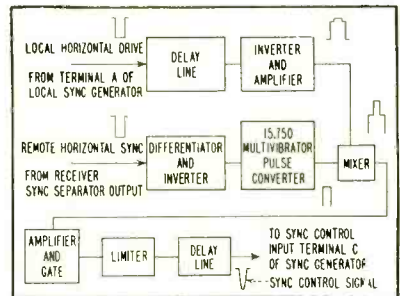 LOCAL HORIZONTAL DRIVE
FROM TERMINAL A OF
LOCAL SYNC GENERATOR
DELAY
LINE
INVERTER
AND
AMPLIFIER
REMOTE HORIZONTAL SYNC
FROM RECEIVER
SYNC SEPARATOR OUTPUT
DIFFERENTIATOR
AND
INVERTER
15,750
MULTIVIBRATOR
PULSE
CONVERTER
MIXER
AMPLIFIER
AND
GATE
LIMITER
DELAY
LINE
TO SYNC CONTROL
INPUT TERMINAL C
OF SYNC GENERATOR
SYNC CONTROL SIGNAL